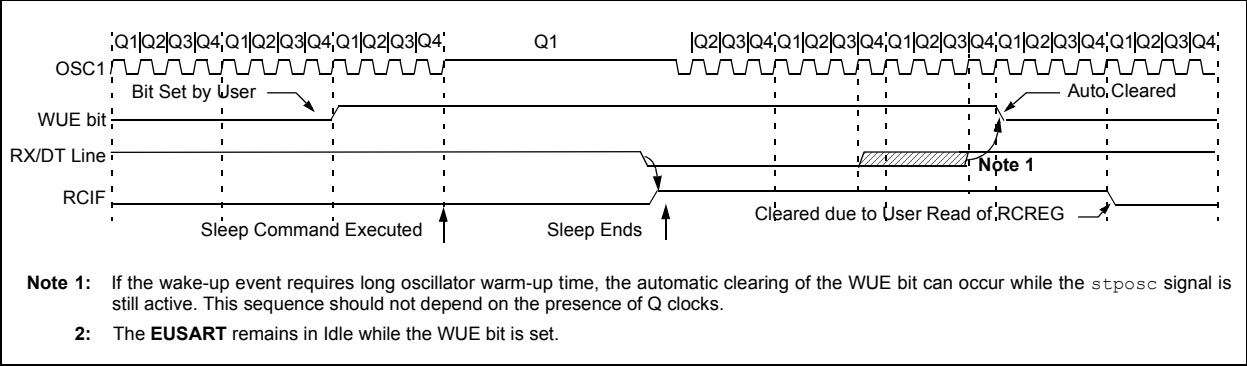 Q1 Q2 Q3 Q4 Q1 Q2 Q3 Q4 Q1 Q2 Q3 Q4 Q1 Q2 Q3 Q4 Q1 Q2 Q3 Q4 Q1 Q2 Q3 Q4 Q1 Q2 Q3 Q4 Q1 Q2 Q3 Q4
OSC1
Bit Set by User
Auto Cleared
WUE bit
RX/DT Line
Note 1
RCIF
Cleared due to User Read of RCREG
Sleep Command Executed
Sleep Ends
Note 1: If the wake-up event requires long oscillator warm-up time, the automatic clearing of the WUE bit can occur while the stposc signal is
still active. This sequence should not depend on the presence of Q clocks.
2: The EUSART remains in Idle while the WUE bit is set.